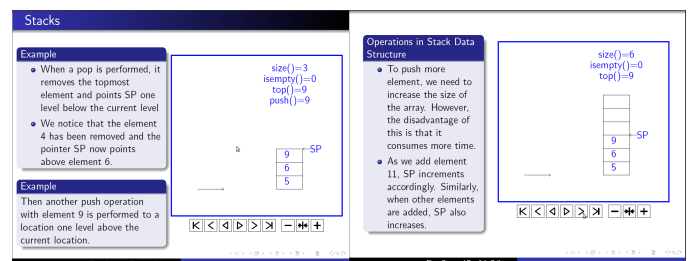 Stacks
Example
When a pop is performed, it
removes the topmost
element and points SP one
level below the current level
We notice that the element
4 has been removed and the
pointer SP now points
above element 6.
Example
Then another push operation
with element 9 is performed to a
location one level above the
current location.
size()=3
isempty()=0
top()=9
push()=9
SP
9
6
5
Operations in Stack Data
Structure
To push more
element, we need to
increase the size of
the array. However,
the disadvantage of
this is that it
consumes more time.
As we add element
11, SP increments
accordingly. Similarly,
when other elements
are added, SP also
increases.
size()=6
isempty()=0
top()=9
SP
9
6
5